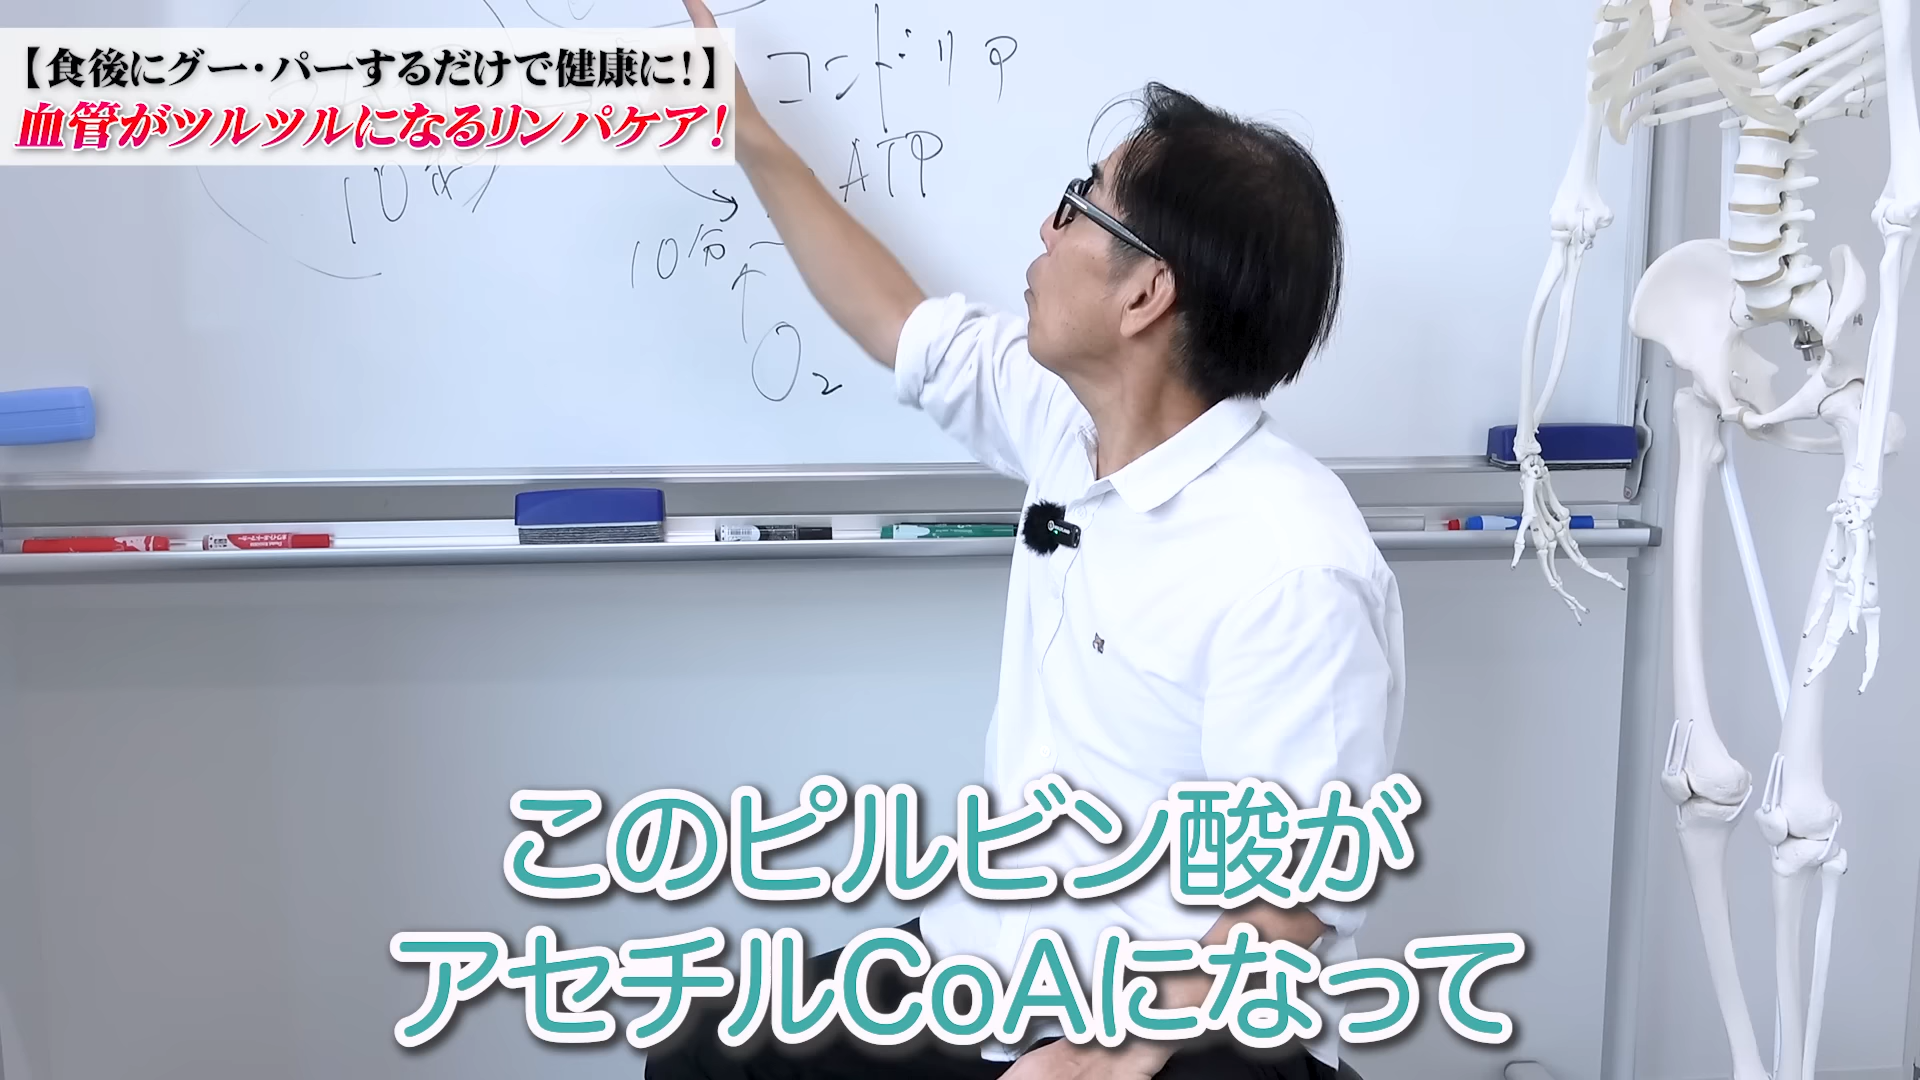 【食後にグー・パーするだけで健康に！】
血管がツルツルになるリンパケア！
コンドリア
ATP
10分
O₂
このピルビン酸が
アセチルCoAになって